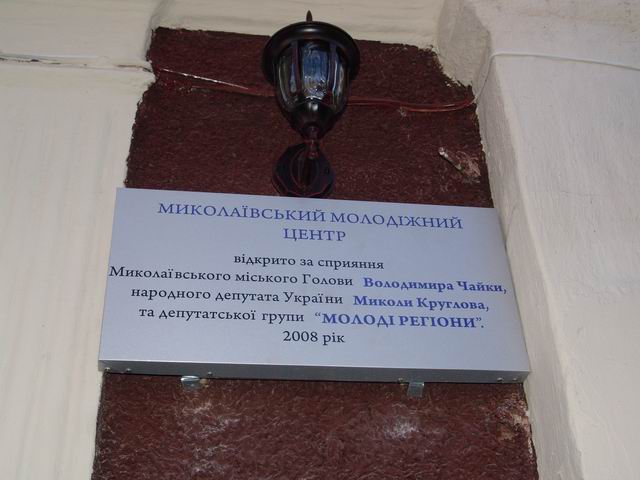 МИКОЛАЇВСЬКИЙ МОЛОДІЖНИЙ
ЦЕНТР
відкрито за сприяння
Миколаївського міського Голови Володимира Чайки,
народного депутата України Миколи Круглова,
та депутатської групи “МОЛОДІ РЕГІОНИ”.
2008 рік